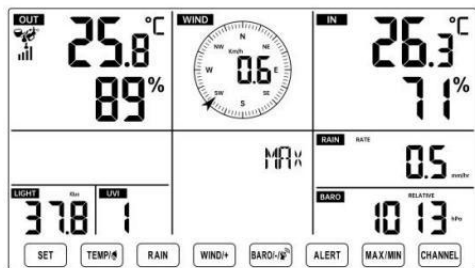 OUT
25.8°C
89%
WIND
N
NW
NE
Km/h
W
0.6
E
SW
SE
S
IN
26.3°C
71%
MAX
RAIN RATE
0.5 mm/hr
LIGHT Klux
37.8
UVI
1
BARO RELATIVE
1013 hPa
SET
TEMP/
RAIN
WIND/+
BARO/-/
ALERT
MAX/MIN
CHANNEL